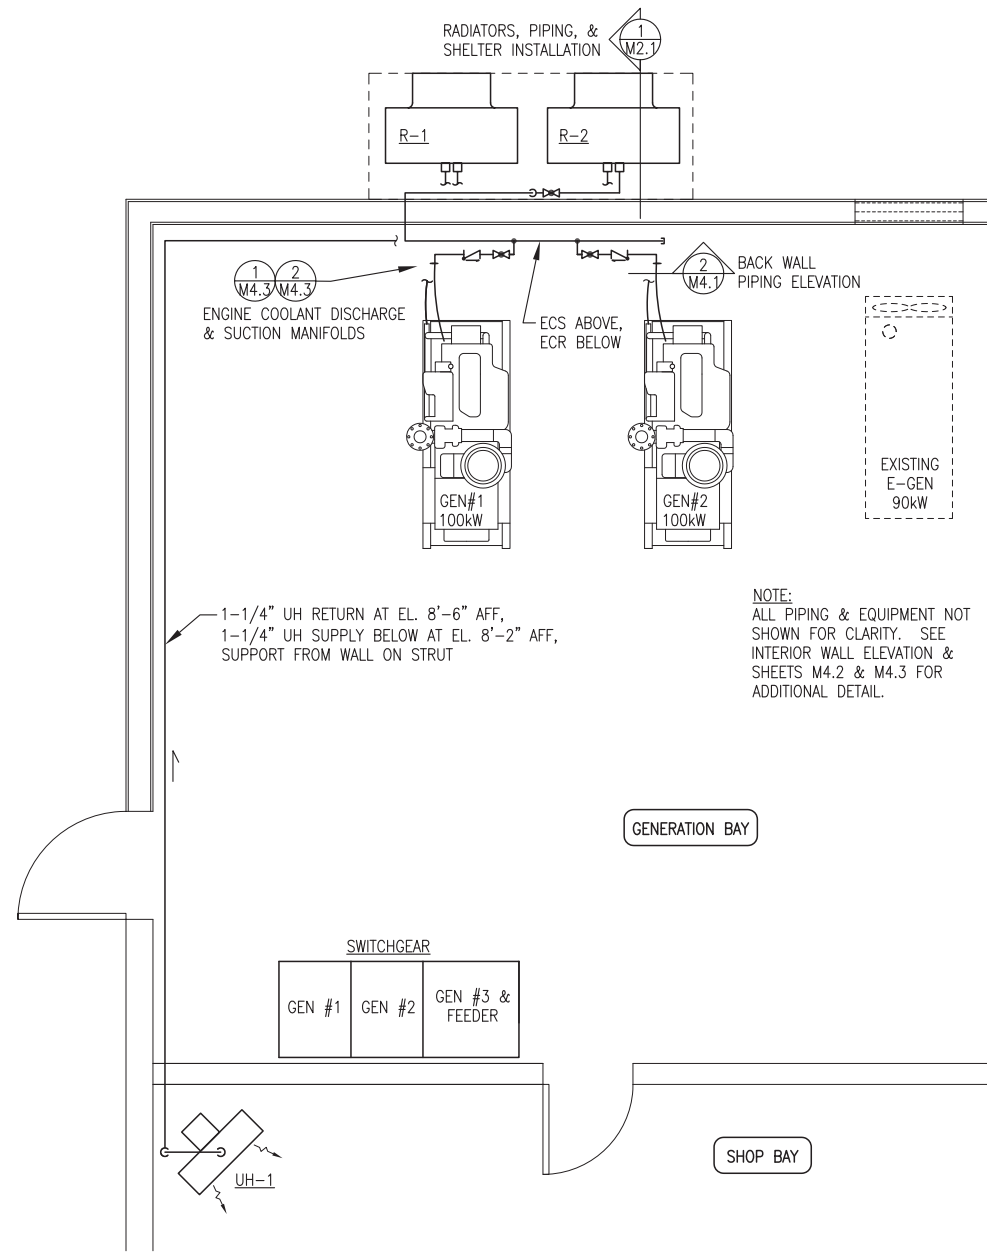 RADIATORS, PIPING, &
SHELTER INSTALLATION
1
M2.1
R-1
R-2
1
M4.3
2
M4.3
ENGINE COOLANT DISCHARGE
& SUCTION MANIFOLDS
ECS ABOVE,
ECR BELOW
2
M4.1
BACK WALL
PIPING ELEVATION
GEN#1
100kW
GEN#2
100kW
EXISTING
E-GEN
90kW
1-1/4" UH RETURN AT EL. 8'-6" AFF,
1-1/4" UH SUPPLY BELOW AT EL. 8'-2" AFF,
SUPPORT FROM WALL ON STRUT
NOTE:
ALL PIPING & EQUIPMENT NOT
SHOWN FOR CLARITY. SEE
INTERIOR WALL ELEVATION &
SHEETS M4.2 & M4.3 FOR
ADDITIONAL DETAIL.
GENERATION BAY
SWITCHGEAR
GEN #1
GEN #2
GEN #3 &
FEEDER
SHOP BAY
UH-1